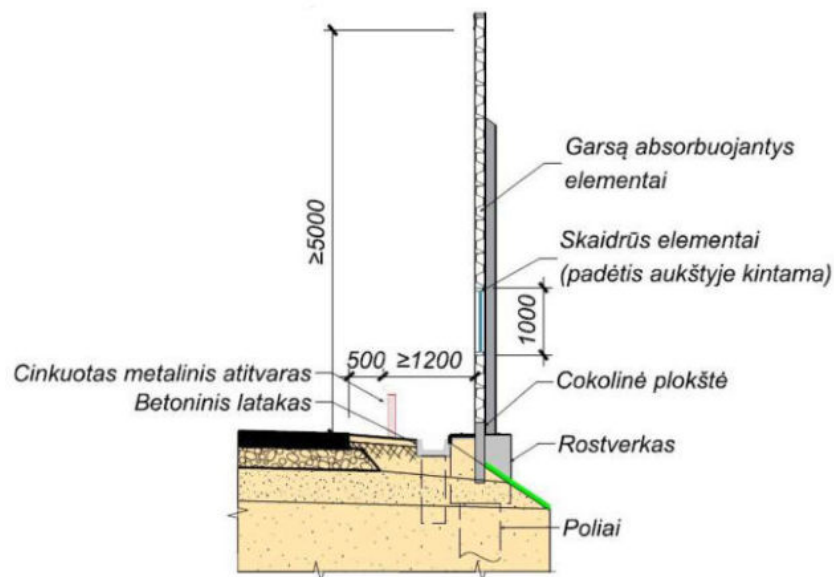 ≥5000
Garsą absorbuojantys
elementai
Skaidrūs elementai
(padėtis aukštyje kintama)
1000
500
≥1200
Cinkuotas metalinis atitvaras
Betoninis latakas
Cokolinė plokštė
Rostverkas
Poliai